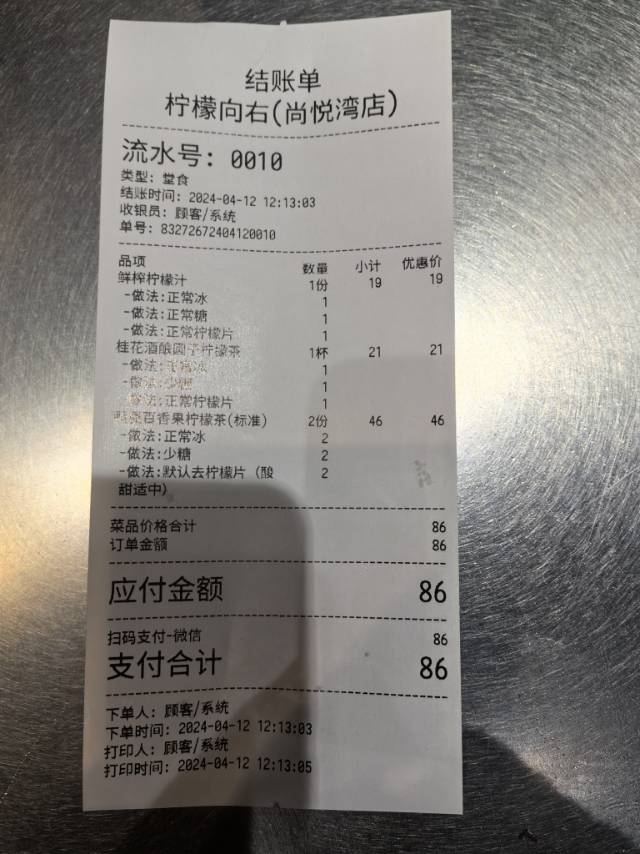 结账单
柠檬向右(尚悦湾店)
流水号: 0010
类型: 堂食
结账时间: 2024-04-12 12:13:03
收银员: 顾客/系统
单号: 83272672404120010
品项 数量 小计 优惠价
鲜榨柠檬汁 1份 19 19
-做法:正常冰 1
-做法:正常糖 1
-做法:正常柠檬片 1
桂花酒酿圆子柠檬茶 1杯 21 21
-做法: 1
-做法:少糖 1
-做法:正常柠檬片 1
百香果柠檬茶(标准) 2份 46 46
-做法:正常冰 2
-做法:少糖 2
-做法:默认去柠檬片 (酸 2
甜适中)
菜品价格合计 86
订单金额 86
应付金额 86
扫码支付-微信 86
支付合计 86
下单人: 顾客/系统
下单时间: 2024-04-12 12:13:03
打印人: 顾客/系统
打印时间: 2024-04-12 12:13:05